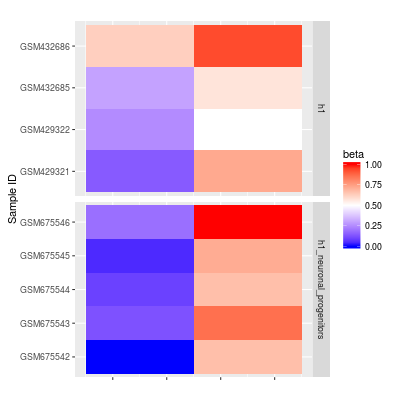 GSM432686
GSM432685
GSM429322
GSM429321
h1
GSM675546
GSM675545
GSM675544
GSM675543
GSM675542
h1_neuronal_progenitors
Sample ID
beta
1.00
0.75
0.50
0.25
0.00